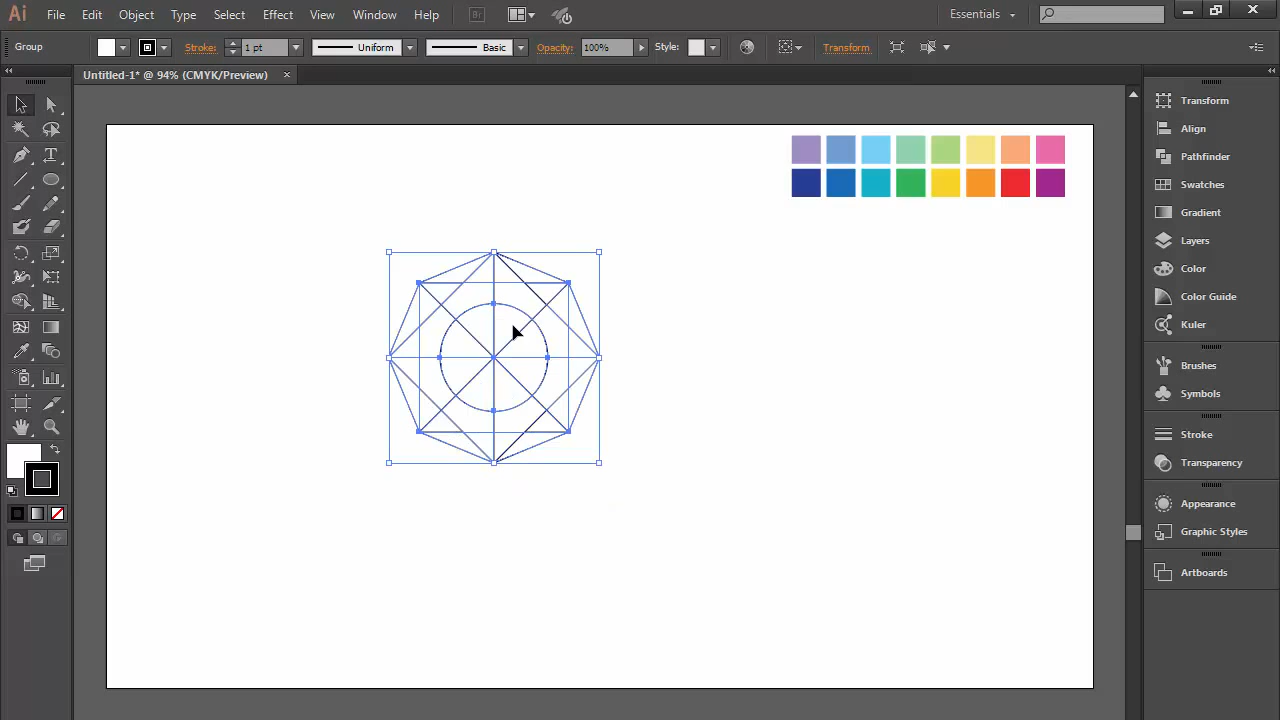 Ai File Edit Object Type Select Effect View Window Help Br Essentials
Group Stroke: 1 pt Uniform Basic Opacity: 100% Style: Transform
Untitled-1* @ 94% (CMYK/Preview) ×
Transform
Align
Pathfinder
Swatches
Gradient
Layers
Color
Color Guide
Kuler
Brushes
Symbols
Stroke
Transparency
Appearance
Graphic Styles
Artboards